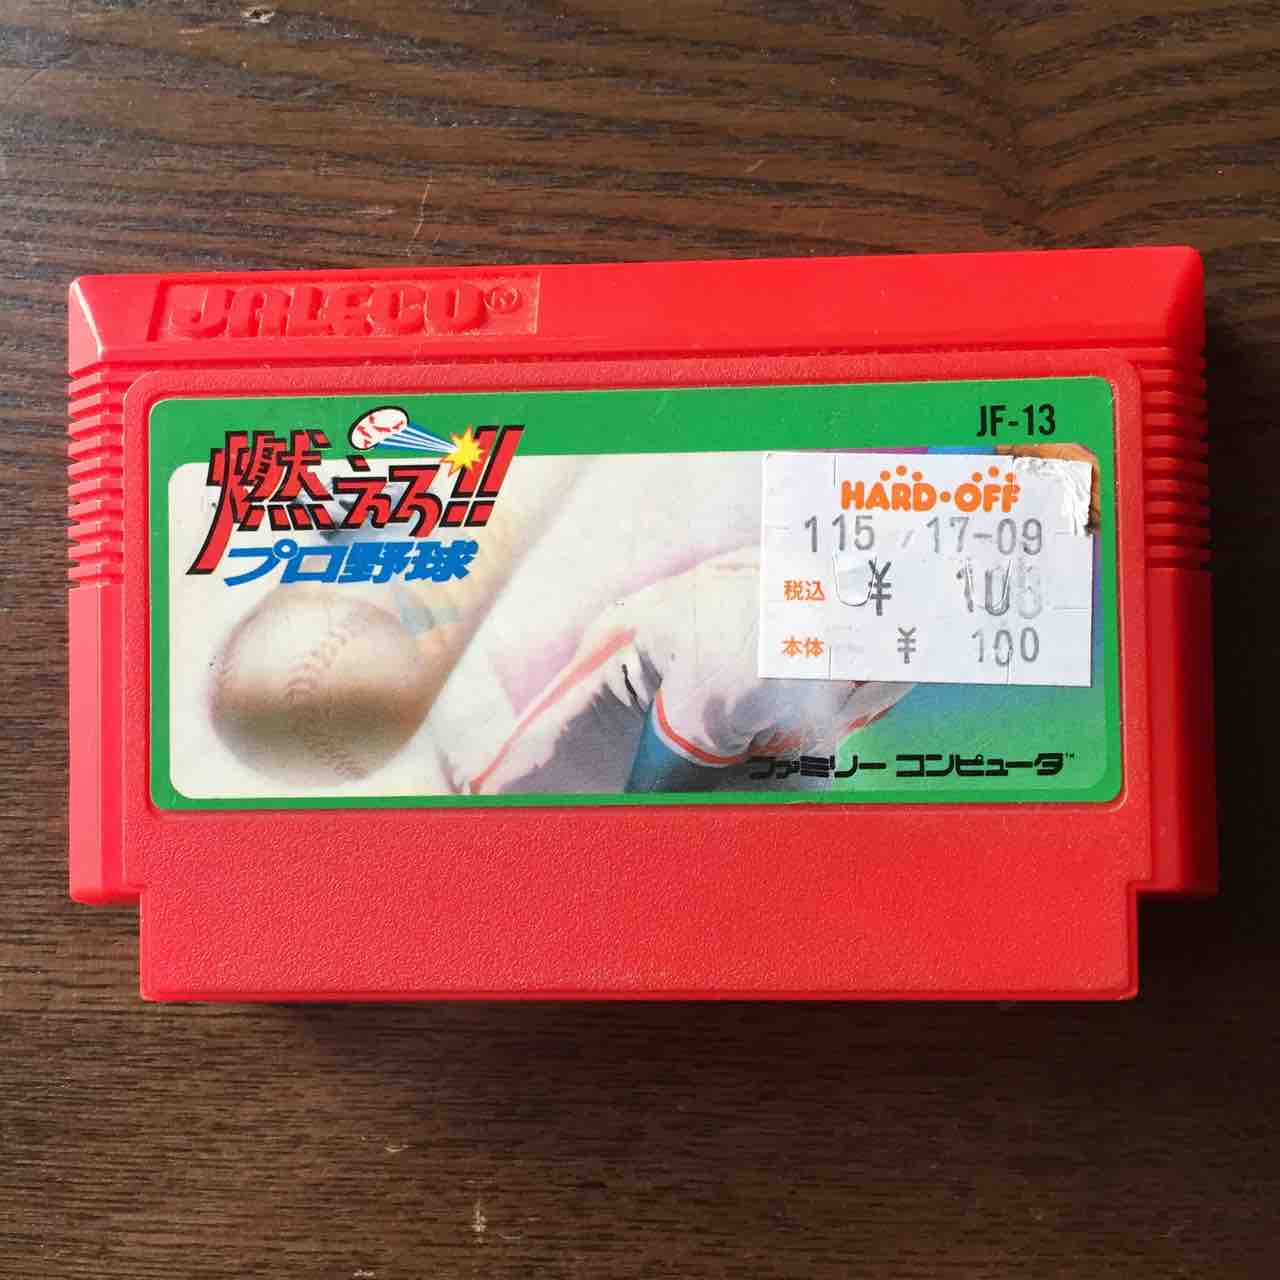 JALECO®
JF-13
燃えろ!!
プロ野球
HARD・OFF
115 17-09
税込 ¥ 105
本体 ¥ 100
ファミリー コンピュータ™